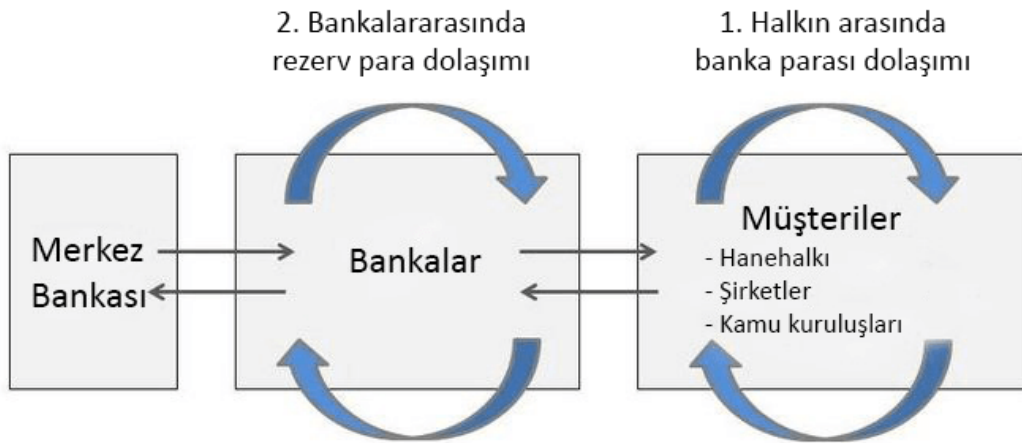 2. Bankalararasında
rezerv para dolaşımı
1. Halkın arasında
banka parası dolaşımı
Merkez
Bankası
Bankalar
Müşteriler
- Hanehalkı
- Şirketler
- Kamu kuruluşları